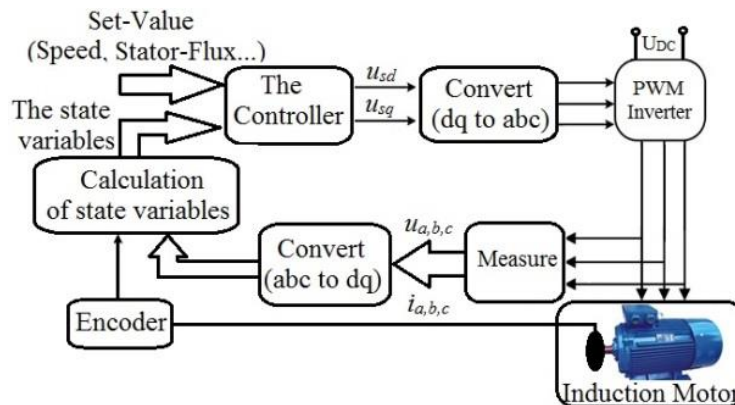 Set-Value
(Speed, Stator-Flux...)
The state
variables
The
Controller
usd
usq
Convert
(dq to abc)
UDC
PWM
Inverter
Calculation
of state variables
Convert
(abc to dq)
ua,b,c
ia,b,c
Measure
Encoder
Induction Motor